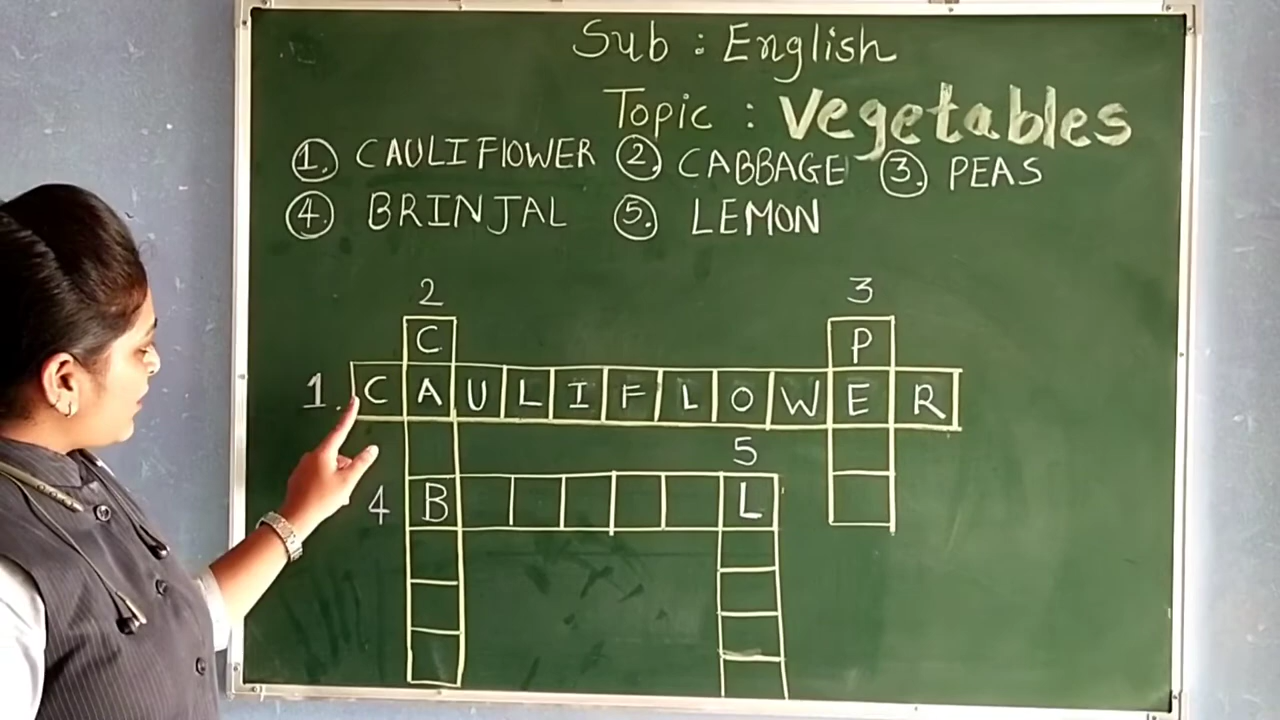 Sub : English
Topic : Vegetables
1. CAULIFlOWER 2. CABBAGE 3. PEAS
4. BRINJAL 5. LEMON
2 3
C P
1. C A U L I F L O W E R
5
4 B L